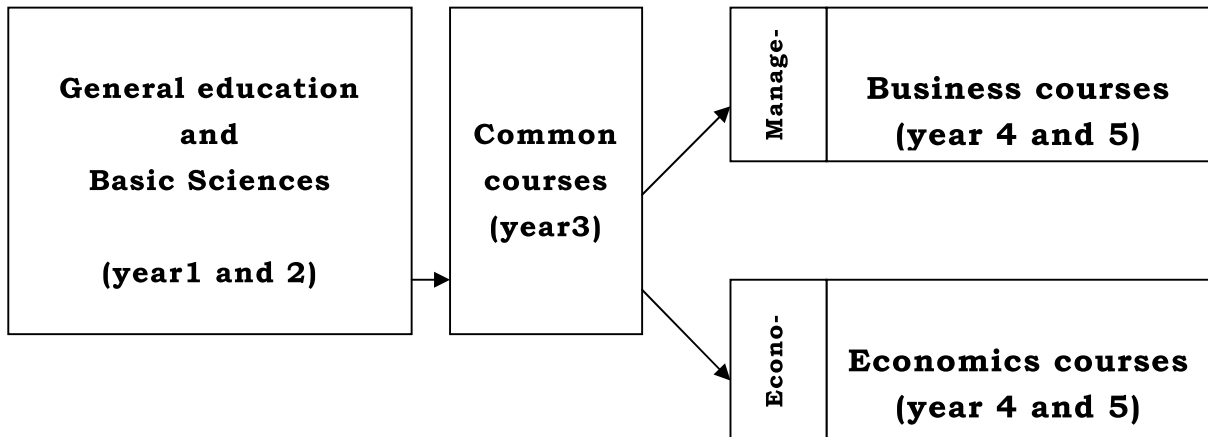 General education
and
Basic Sciences
(year1 and 2)
Common
courses
(year3)
Manage-
Business courses
(year 4 and 5)
Econo-
Economics courses
(year 4 and 5)